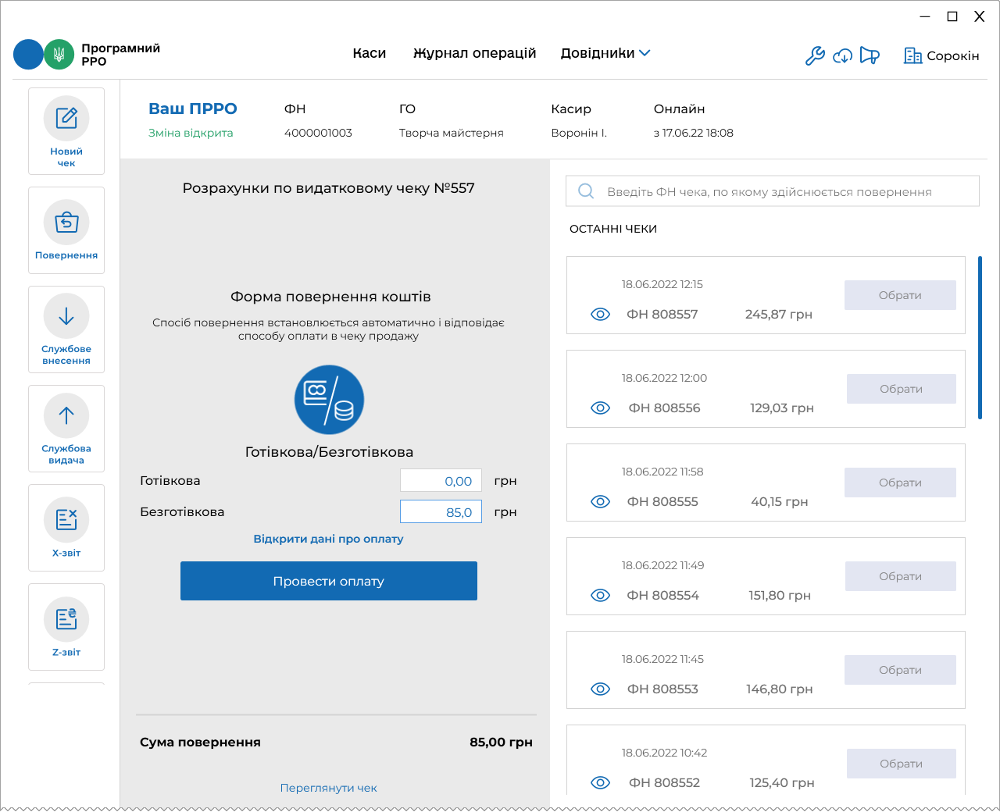 Програмний
РРО
Каси
Журнал операцій
Довідники
Сорокін
Новий
чек
Повернення
Службове
внесення
Службова
видача
X-звіт
Z-звіт
Ваш ПРРО
Зміна відкрита
ФН
4000001003
ГО
Творча майстерня
Касир
Воронін І.
Онлайн
з 17.06.22 18:08
Розрахунки по видатковому чеку №557
Форма повернення коштів
Спосіб повернення встановлюється автоматично і відповідає
способу оплати в чеку продажу
Готівкова/Безготівкова
Готівкова 0,00 грн
Безготівкова 85,0 грн
Відкрити дані про оплату
Провести оплату
Сума повернення 85,00 грн
Переглянути чек
Введіть ФН чека, по якому здійснюється повернення
ОСТАННІ ЧЕКИ
18.06.2022 12:15
ФН 808557 245,87 грн
Обрати
18.06.2022 12:00
ФН 808556 129,03 грн
Обрати
18.06.2022 11:58
ФН 808555 40,15 грн
Обрати
18.06.2022 11:49
ФН 808554 151,80 грн
Обрати
18.06.2022 11:45
ФН 808553 146,80 грн
Обрати
18.06.2022 10:42
ФН 808552 125,40 грн
Обрати